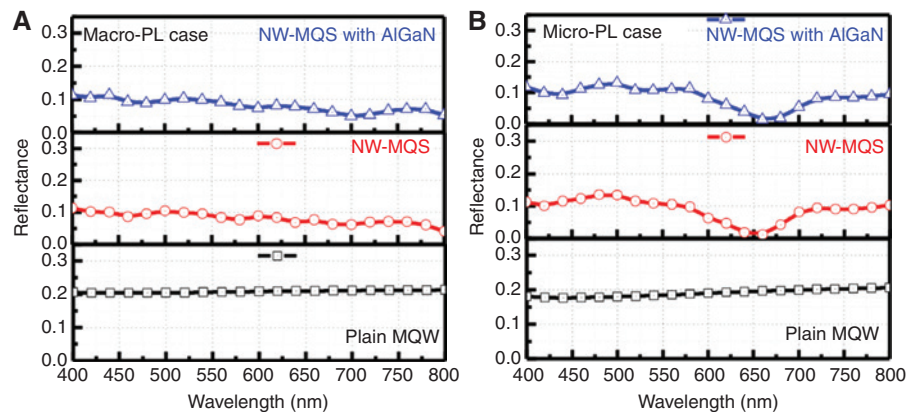 A
Macro-PL case
NW-MQS with AlGaN
0.3
0.2
0.1
0.0
NW-MQS
0.3
0.2
0.1
0.0
0.3
0.2
0.1
0.0
Plain MQW
Reflectance
400 450 500 550 600 650 700 750 800
Wavelength (nm)
B
Micro-PL case
NW-MQS with AlGaN
0.3
0.2
0.1
0.0
NW-MQS
0.3
0.2
0.1
0.0
0.3
0.2
0.1
0.0
Plain MQW
Reflectance
400 450 500 550 600 650 700 750 800
Wavelength (nm)